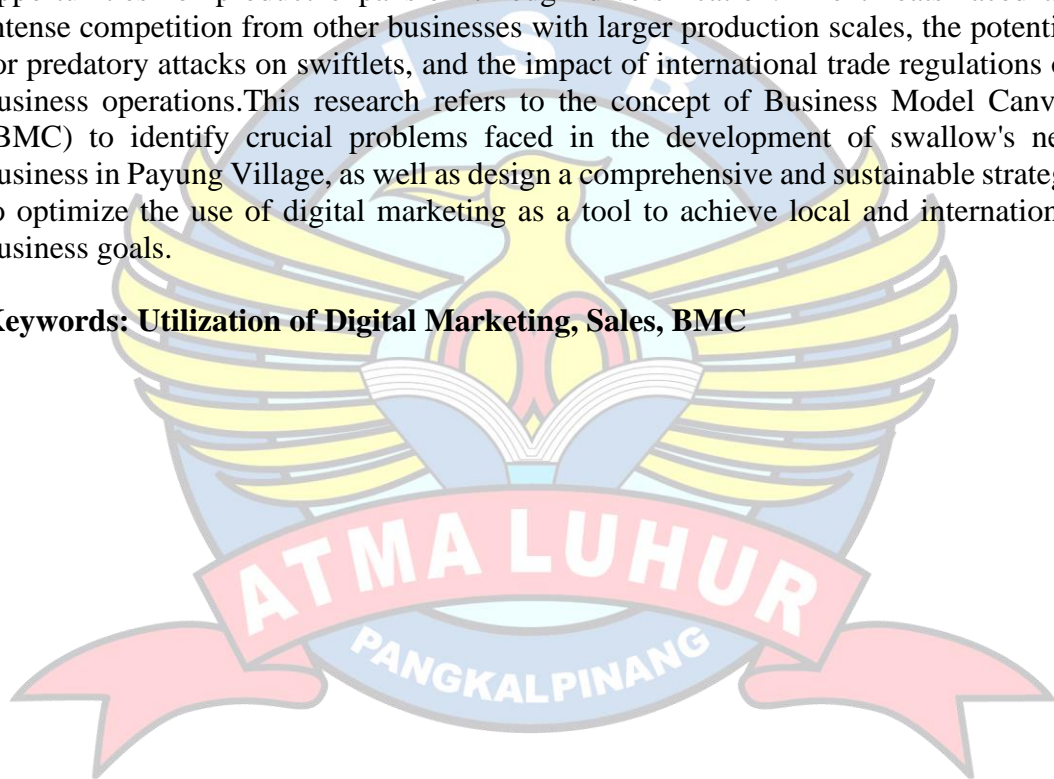 intense competition from other businesses with larger production scales, the potenti
or predatory attacks on swiftlets, and the impact of international trade regulations
usiness operations.This research refers to the concept of Business Model Canv
BMC) to identify crucial problems faced in the development of swallow's ne
usiness in Payung Village, as well as design a comprehensive and sustainable strateg
o optimize the use of digital marketing as a tool to achieve local and internation
usiness goals.
Keywords: Utilization of Digital Marketing, Sales, BMC
I S B
ATMA LUHUR
PANGKALPINANG